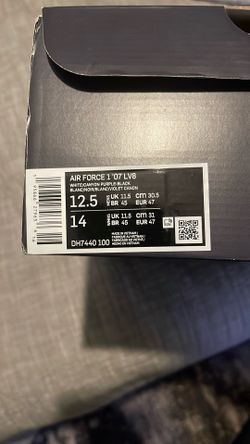 AIR FORCE 1 '07 LV8
WHITE/CANYON PURPLE-BLACK
BLANC/NOIR/BLANC/VIOLET CANON
12.5 UK 11.5 cm 30.5
BR 45 EUR 47
14 UK 11.5 cm 31
BR 45 EUR 47
MADE IN VIETNAM
DH7440 100